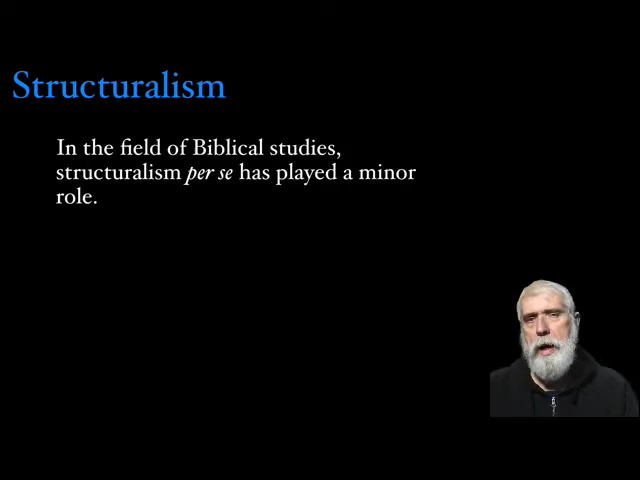 Structuralism
In the field of Biblical studies,
structuralism per se has played a minor
role.